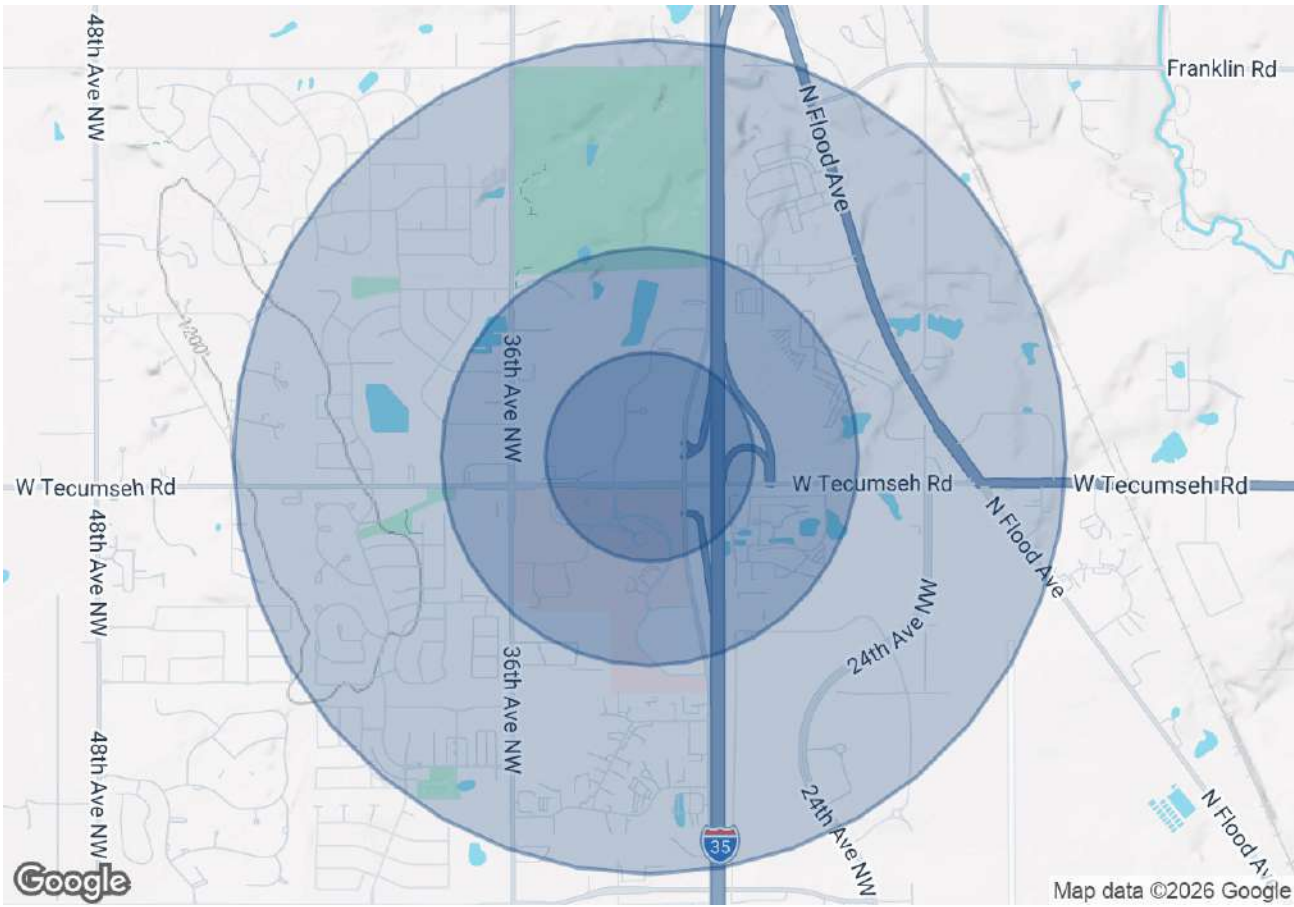 48th Ave NW
Franklin Rd
N Flood Ave
1200'
36th Ave NW
W Tecumseh Rd
W Tecumseh Rd
W Tecumseh Rd
48th Ave NW
N Flood Ave
24th Ave NW
36th Ave NW
48th Ave NW
24th Ave NW
N Flood Ave
35
Google
Map data ©2026 Google